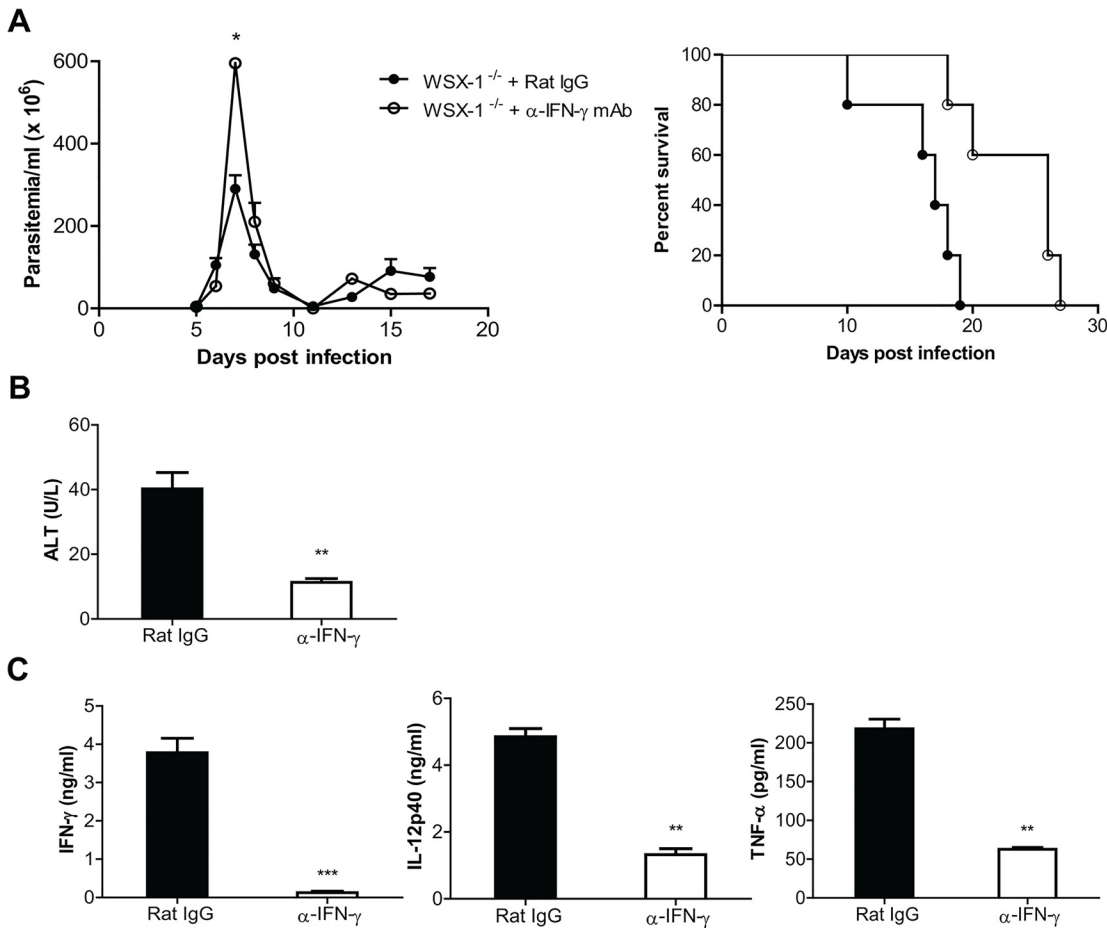 A
*
600
400
200
0
0 5 10 15 20
Parasitemia/ml (x 10⁶)
Days post infection
WSX-1⁻/⁻ + Rat IgG
WSX-1⁻/⁻ + α-IFN-γ mAb
100
80
60
40
20
0
0 10 20 30
Percent survival
Days post infection
B
60
40
20
0
ALT (U/L)
**
Rat IgG α-IFN-γ
C
5
4
3
2
1
0
IFN-γ (ng/ml)
***
Rat IgG α-IFN-γ
6
4
2
0
IL-12p40 (ng/ml)
**
Rat IgG α-IFN-γ
250
200
150
100
50
0
TNF-α (pg/ml)
**
Rat IgG α-IFN-γ